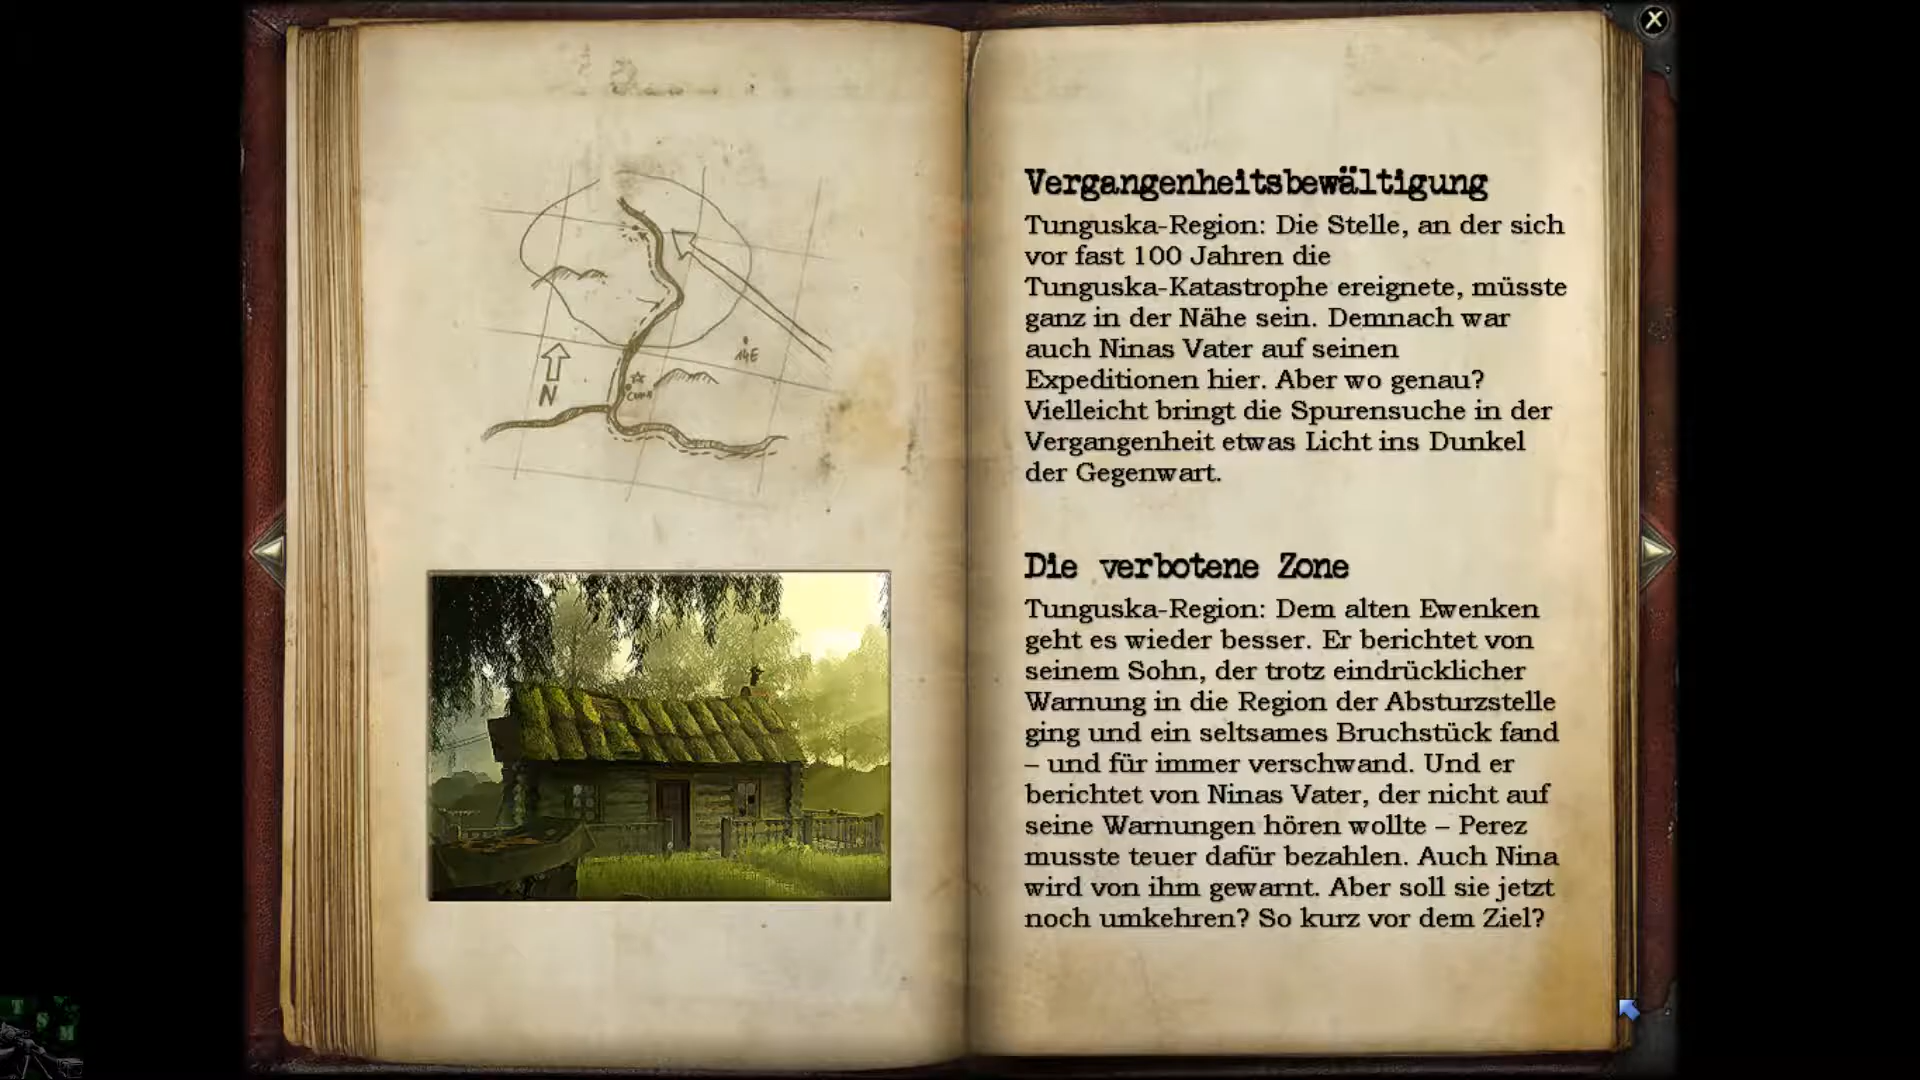 N
14E
Vergangenheitsbewältigung
Tunguska-Region: Die Stelle, an der sich
vor fast 100 Jahren die
Tunguska-Katastrophe ereignete, müsste
ganz in der Nähe sein. Demnach war
auch Ninas Vater auf seinen
Expeditionen hier. Aber wo genau?
Vielleicht bringt die Spurensuche in der
Vergangenheit etwas Licht ins Dunkel
der Gegenwart.
Die verbotene Zone
Tunguska-Region: Dem alten Ewenken
geht es wieder besser. Er berichtet von
seinem Sohn, der trotz eindrücklicher
Warnung in die Region der Absturzstelle
ging und ein seltsames Bruchstück fand
– und für immer verschwand. Und er
berichtet von Ninas Vater, der nicht auf
seine Warnungen hören wollte – Perez
musste teuer dafür bezahlen. Auch Nina
wird von ihm gewarnt. Aber soll sie jetzt
noch umkehren? So kurz vor dem Ziel?
X
T S M